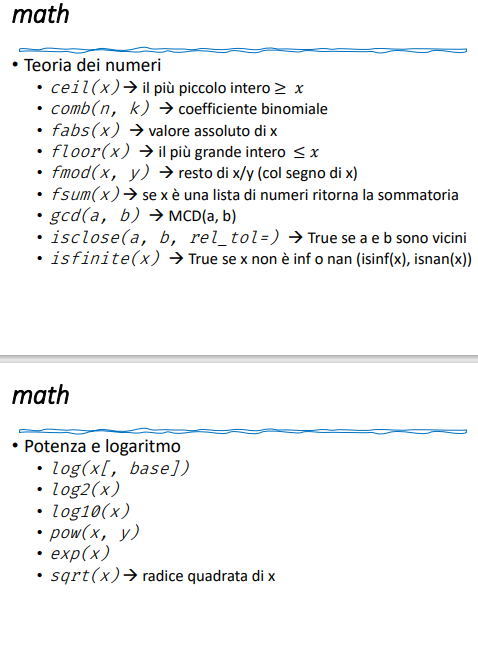 math
• Teoria dei numeri
• ceil(x)→ il più piccolo intero ≥ x
• comb(n, k) → coefficiente binomiale
• fabs(x) → valore assoluto di x
• floor(x) → il più grande intero ≤ x
• fmod(x, y) → resto di x/y (col segno di x)
• fsum(x)→ se x è una lista di numeri ritorna la sommatoria
• gcd(a, b) → MCD(a, b)
• isclose(a, b, rel_tol=) → True se a e b sono vicini
• isfinite(x) → True se x non è inf o nan (isinf(x), isnan(x))
math
• Potenza e logaritmo
• log(x[, base])
• log2(x)
• log10(x)
• pow(x, y)
• exp(x)
• sqrt(x)→ radice quadrata di x